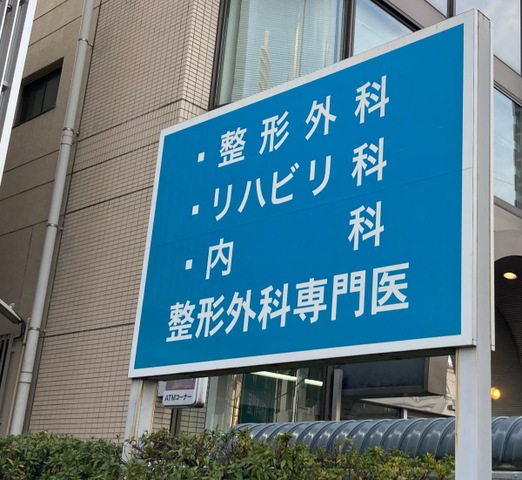 ・整形外科
・リハビリ科
・内　　　科
整形外科専門医
ATMコーナー